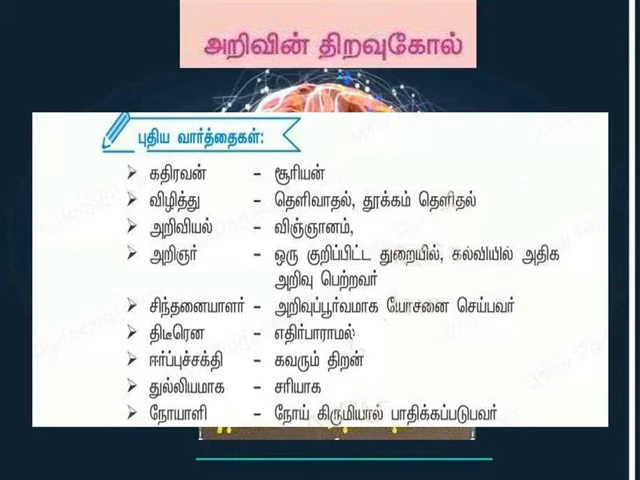 அறிவின் திறவுகோல்
புதிய வார்த்தைகள்:
➢ கதிரவன் – சூரியன்
➢ விழித்து – தெளிவாதல், தூக்கம் தெளிதல்
➢ அறிவியல் – விஞ்ஞானம்,
➢ அறிஞர் – ஒரு குறிப்பிட்ட துறையில், கல்வியில் அதிக
அறிவு பெற்றவர்
➢ சிந்தனையாளர் – அறிவுப்பூர்வமாக யோசனை செய்பவர்
➢ திடீரென – எதிர்பாராமல்
➢ ஈர்ப்புச்சக்தி – கவரும் திறன்
➢ துல்லியமாக – சரியாக
➢ நோயாளி – நோய் கிருமியால் பாதிக்கப்படுபவர்